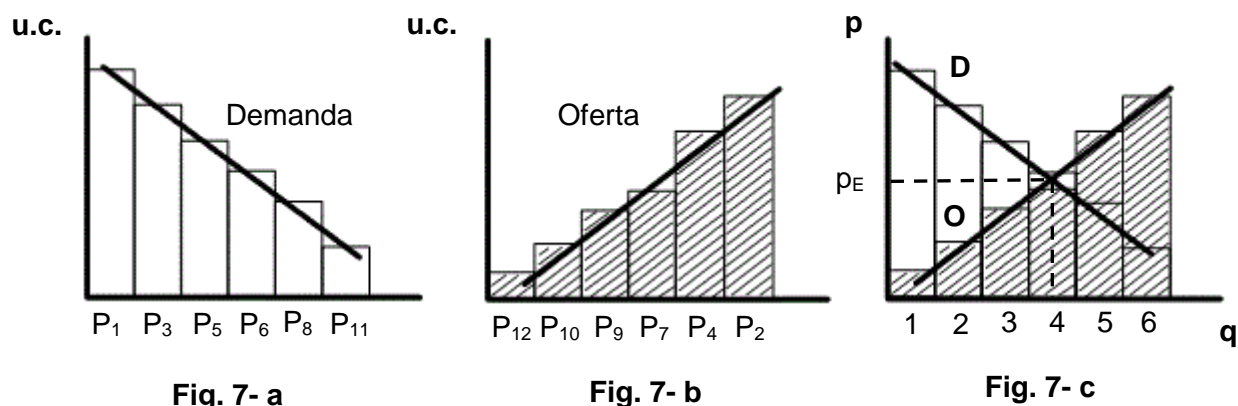 u.c.
Demanda
P1 P3 P5 P6 P8 P11
Fig. 7- a
u.c.
Oferta
P12 P10 P9 P7 P4 P2
Fig. 7- b
p
D
pE
O
1 2 3 4 5 6
q
Fig. 7- c